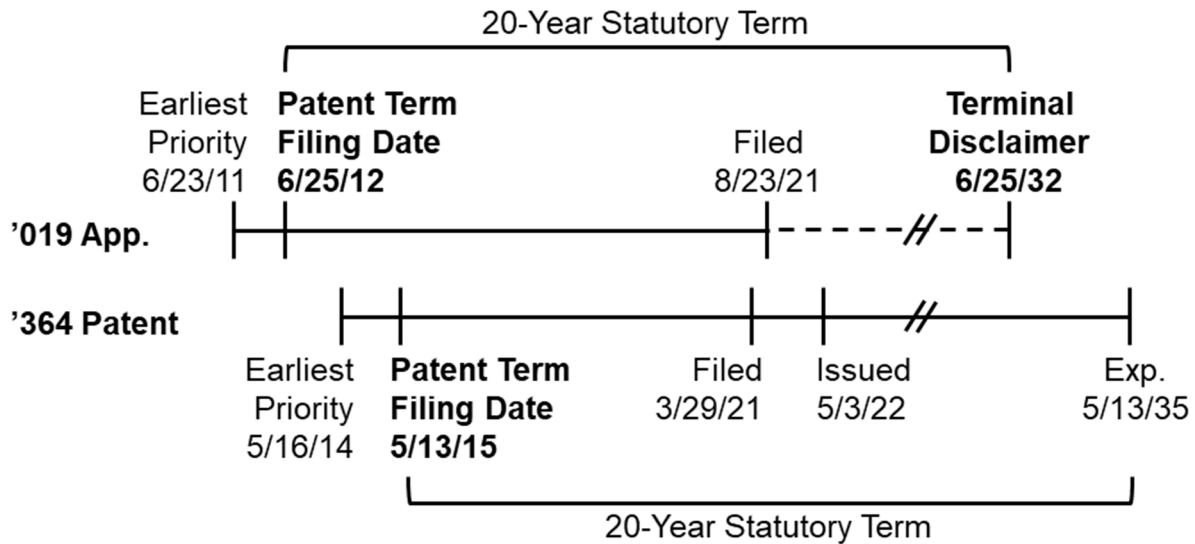 20-Year Statutory Term
Earliest
Priority
6/23/11
Patent Term
Filing Date
6/25/12
Filed
8/23/21
Terminal
Disclaimer
6/25/32
’019 App.
’364 Patent
Earliest
Priority
5/16/14
Patent Term
Filing Date
5/13/15
Filed
3/29/21
Issued
5/3/22
Exp.
5/13/35
20-Year Statutory Term